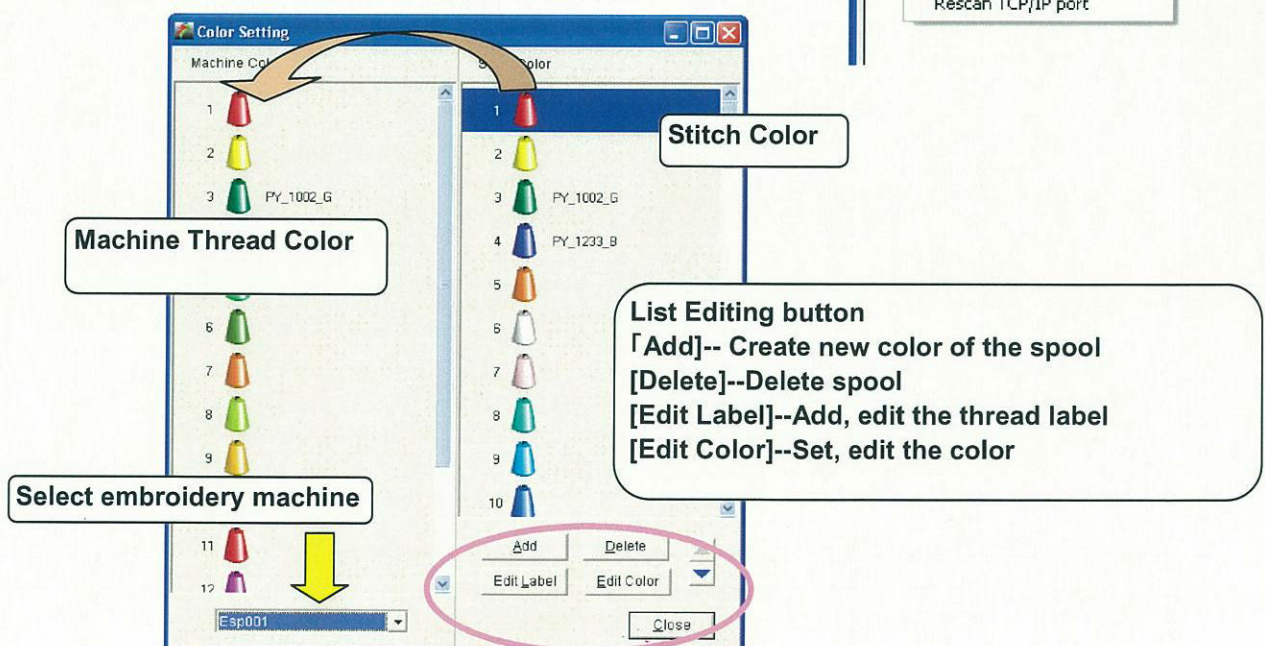 Rescan TCP/IP port
Color Setting
Machine Col
Color
1
2
3 PY_1002_G
Machine Thread Color
6
7
8
9
Select embroidery machine
11
12
Esp001
1
Stitch Color
2
3 PY_1002_G
4 PY_1233_B
5
6
7
8
9
10
List Editing button
「Add]-- Create new color of the spool
[Delete]--Delete spool
[Edit Label]--Add, edit the thread label
[Edit Color]--Set, edit the color
Add Delete
Edit Label Edit Color
Close